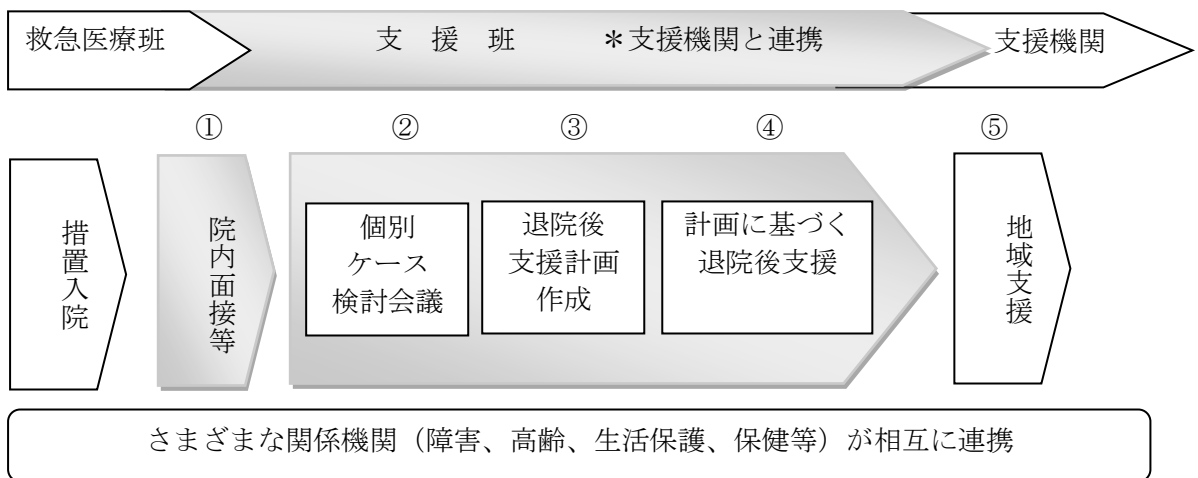 救急医療班
支　援　班　　＊支援機関と連携
支援機関
①
②
③
④
⑤
措置入院
院内面接等
個別
ケース
検討会議
退院後
支援計画
作成
計画に基づく
退院後支援
地域支援
さまざまな関係機関（障害、高齢、生活保護、保健等）が相互に連携